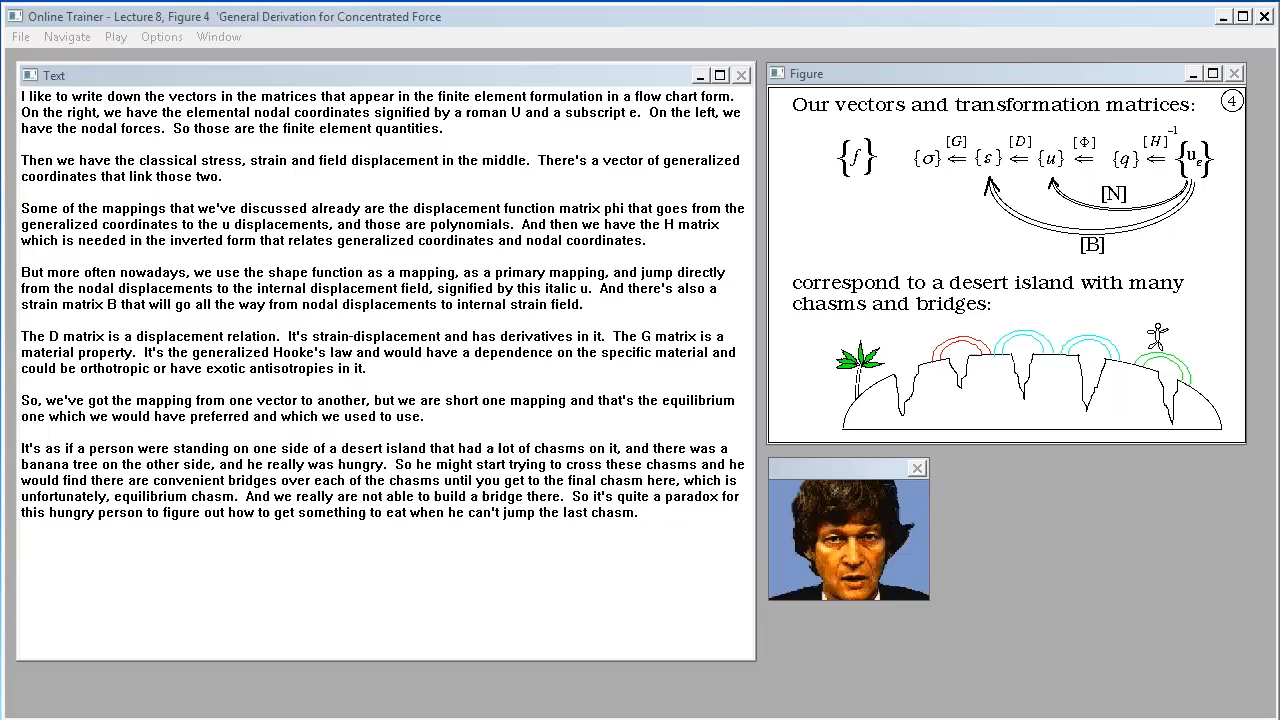 Online Trainer - Lecture 8, Figure 4 'General Derivation for Concentrated Force
File Navigate Play Options Window
Text
I like to write down the vectors in the matrices that appear in the finite element formulation in a flow chart form.
On the right, we have the elemental nodal coordinates signified by a roman U and a subscript e. On the left, we
have the nodal forces. So those are the finite element quantities.
Then we have the classical stress, strain and field displacement in the middle. There's a vector of generalized
coordinates that link those two.
Some of the mappings that we've discussed already are the displacement function matrix phi that goes from the
generalized coordinates to the u displacements, and those are polynomials. And then we have the H matrix
which is needed in the inverted form that relates generalized coordinates and nodal coordinates.
But more often nowadays, we use the shape function as a mapping, as a primary mapping, and jump directly
from the nodal displacements to the internal displacement field, signified by this italic u. And there's also a
strain matrix B that will go all the way from nodal displacements to internal strain field.
The D matrix is a displacement relation. It's strain-displacement and has derivatives in it. The G matrix is a
material property. It's the generalized Hooke's law and would have a dependence on the specific material and
could be orthotropic or have exotic antisotropies in it.
So, we've got the mapping from one vector to another, but we are short one mapping and that's the equilibrium
one which we would have preferred and which we used to use.
It's as if a person were standing on one side of a desert island that had a lot of chasms on it, and there was a
banana tree on the other side, and he really was hungry. So he might start trying to cross these chasms and he
would find there are convenient bridges over each of the chasms until you get to the final chasm here, which is
unfortunately, equilibrium chasm. And we really are not able to build a bridge there. So it's quite a paradox for
this hungry person to figure out how to get something to eat when he can't jump the last chasm.
Figure
Our vectors and transformation matrices:
4
[G] [D] [Φ] [H]⁻¹
{f} {σ} ⇐ {ε} ⇐ {u} ⇐ {q} ⇐ {uₑ}
[N]
[B]
correspond to a desert island with many
chasms and bridges: